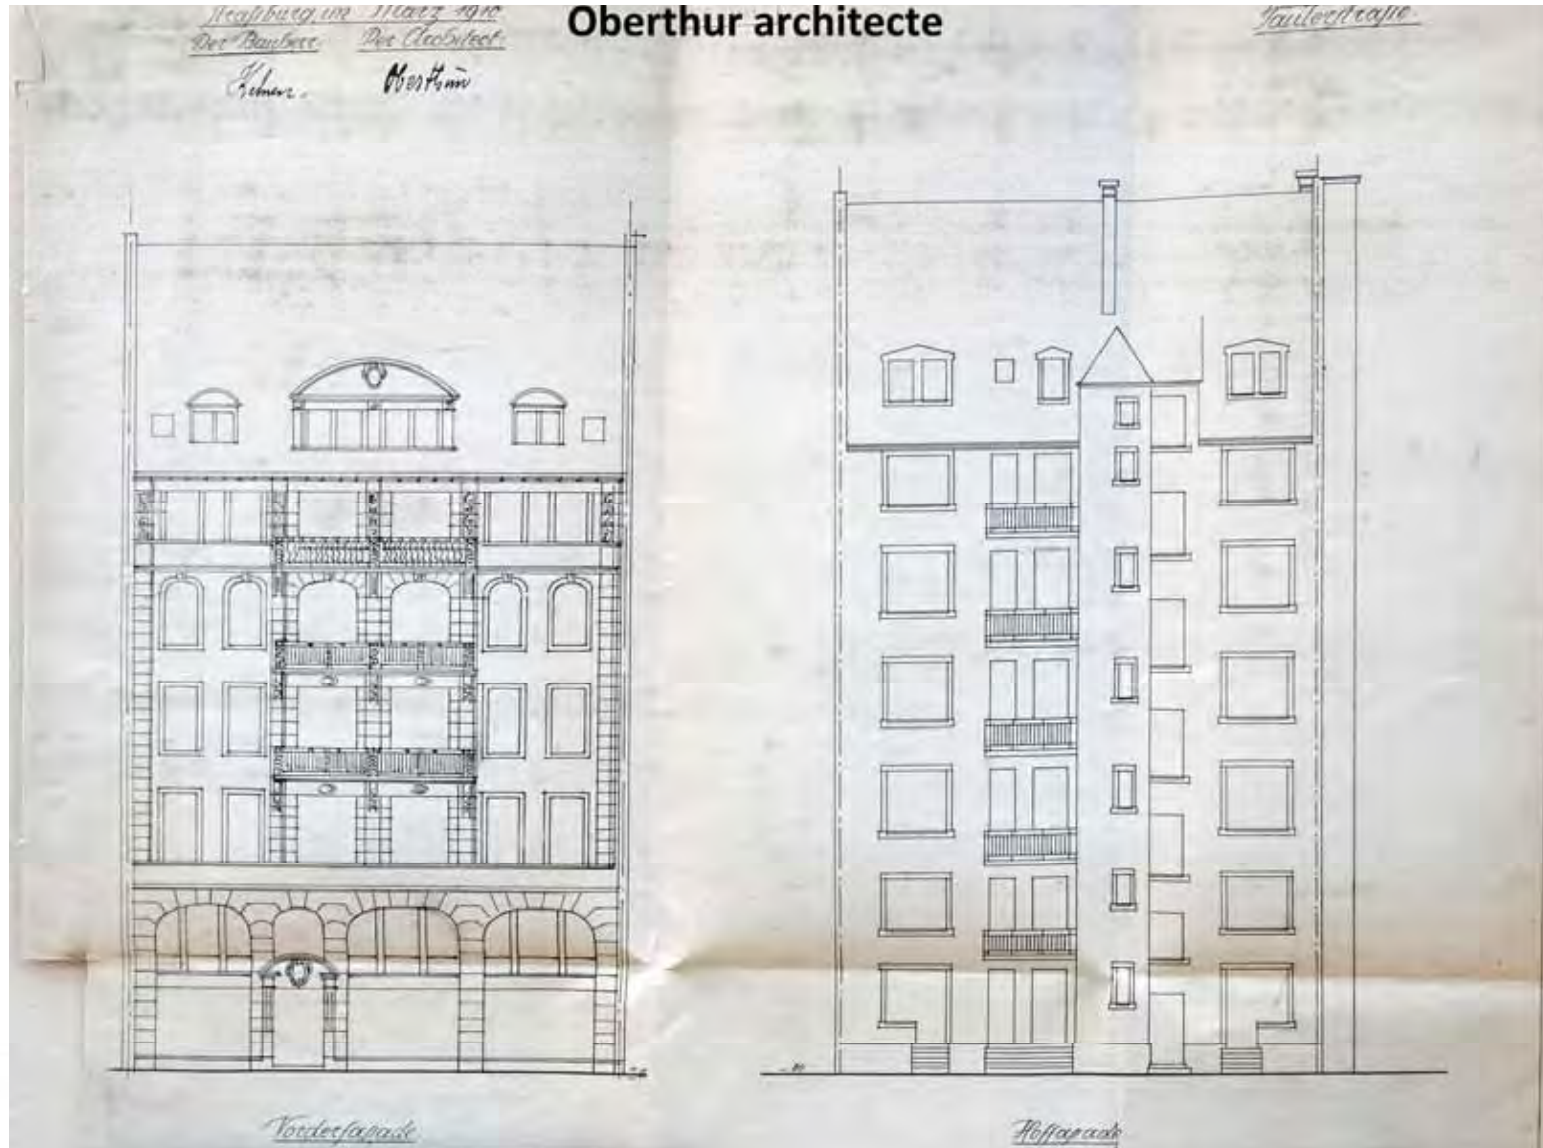 Straßburg im März 1910
Oberthur architecte
Taulerstraße.
Der Bauherr. Der Architect:
Oberthür
Vorderfaçade
Hoffaçade